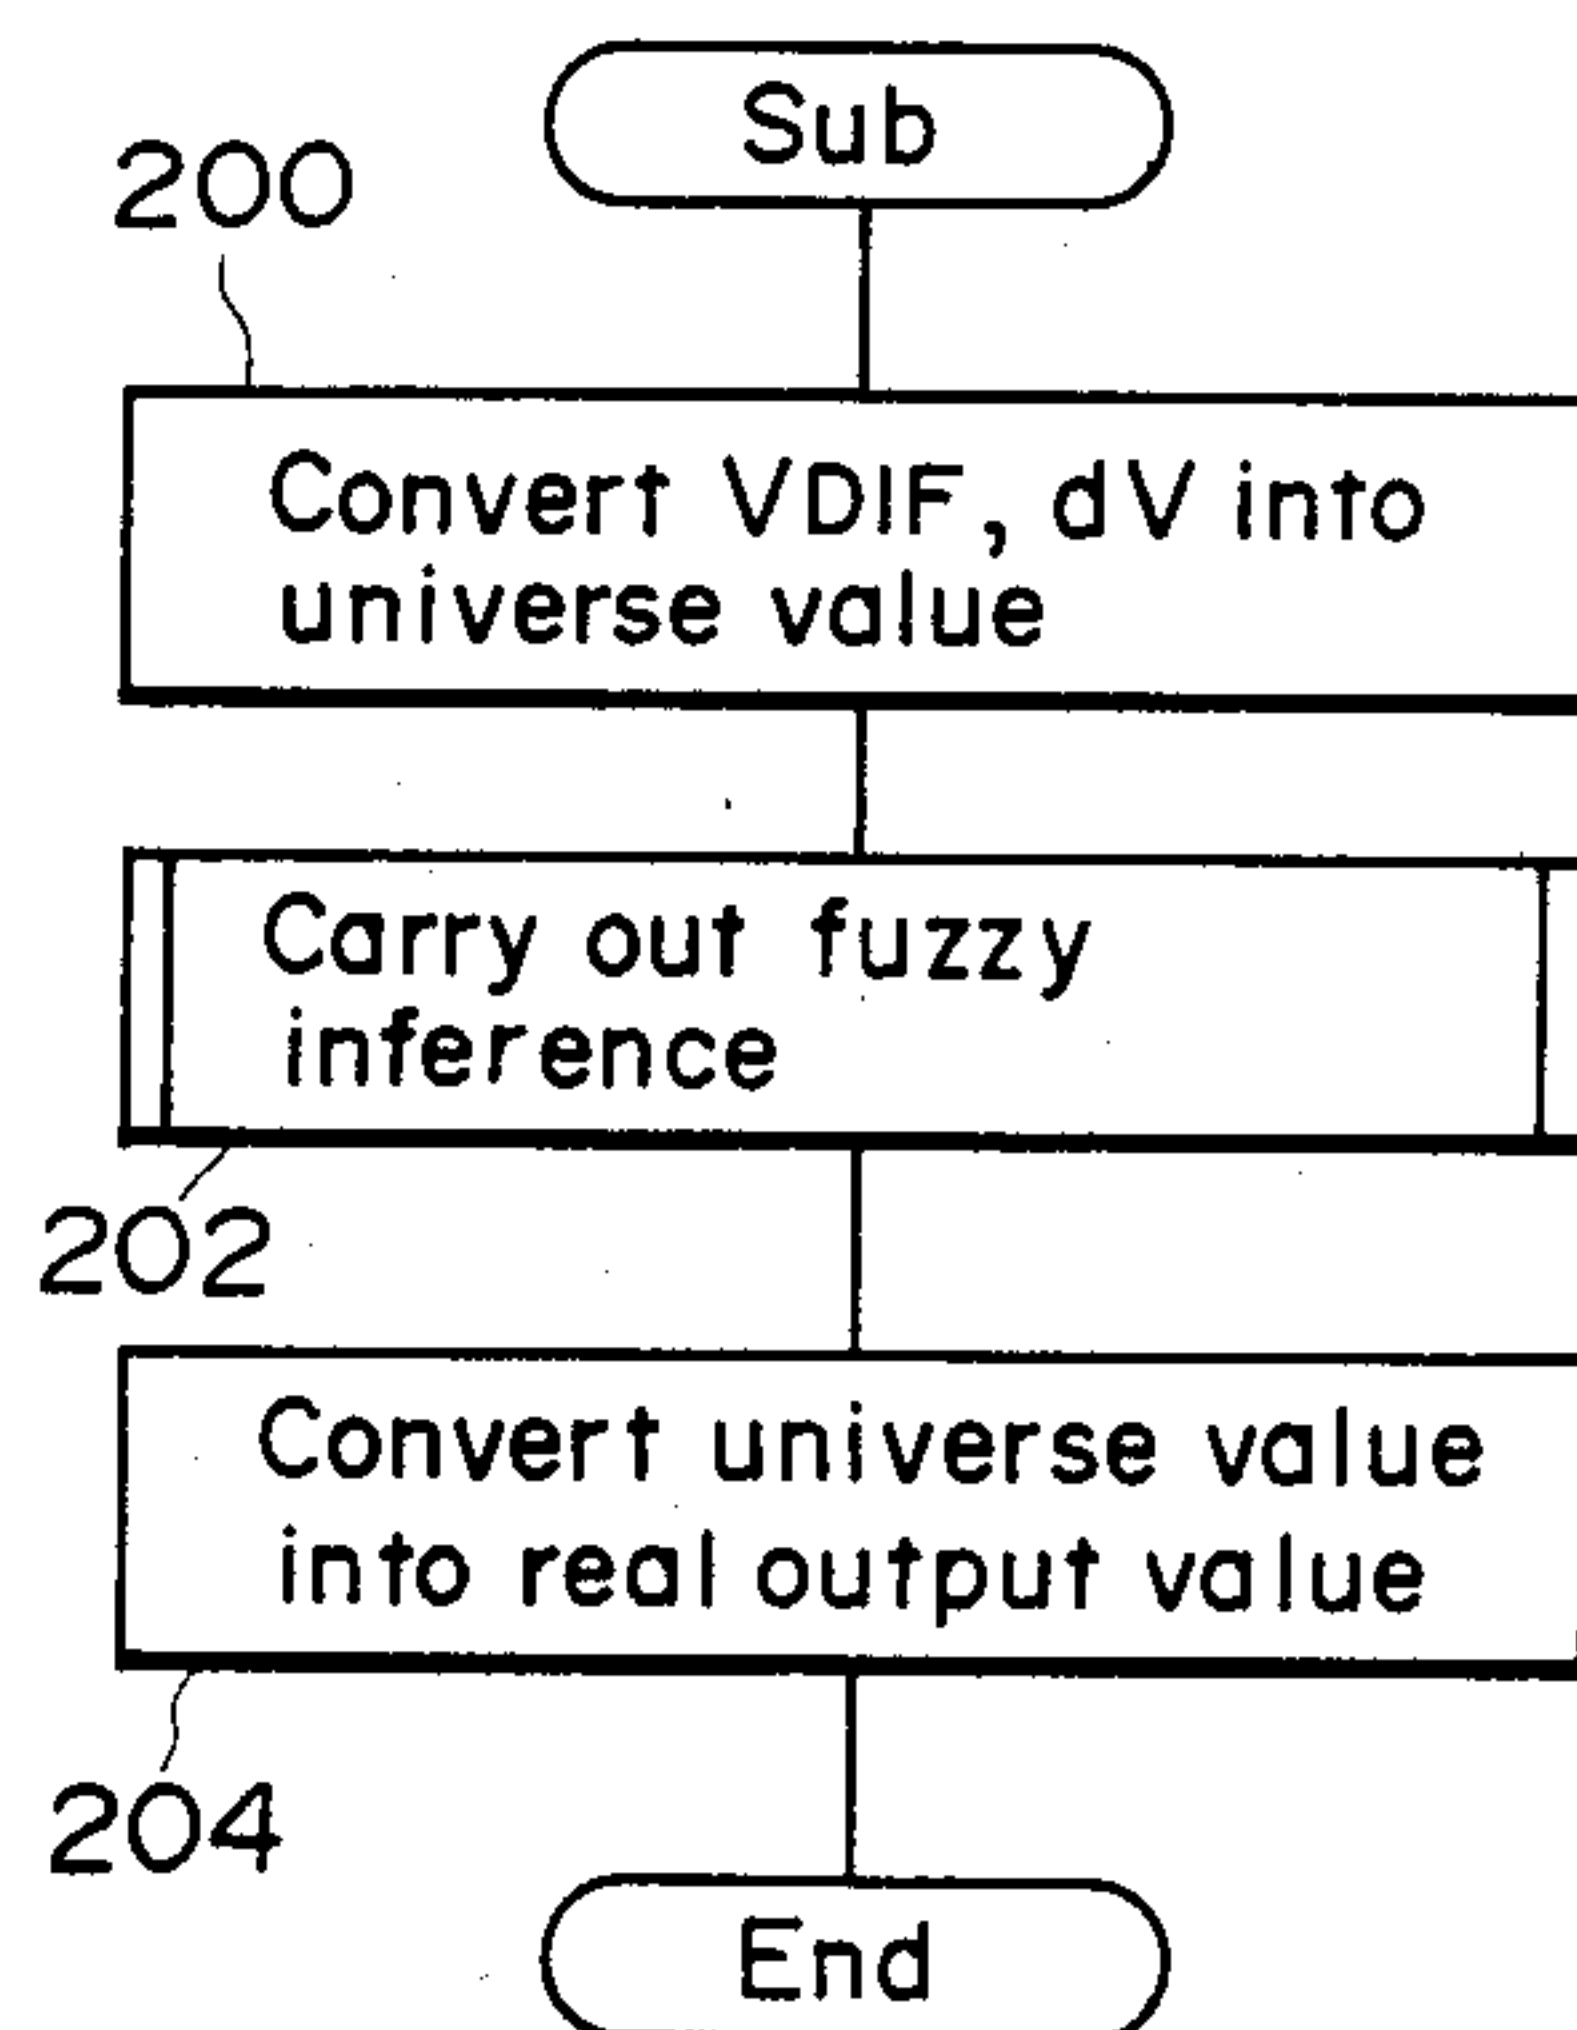 Sub
200
Convert VDIF, dV into
universe value
Carry out fuzzy
inference
202
Convert universe value
into real output value
204
End